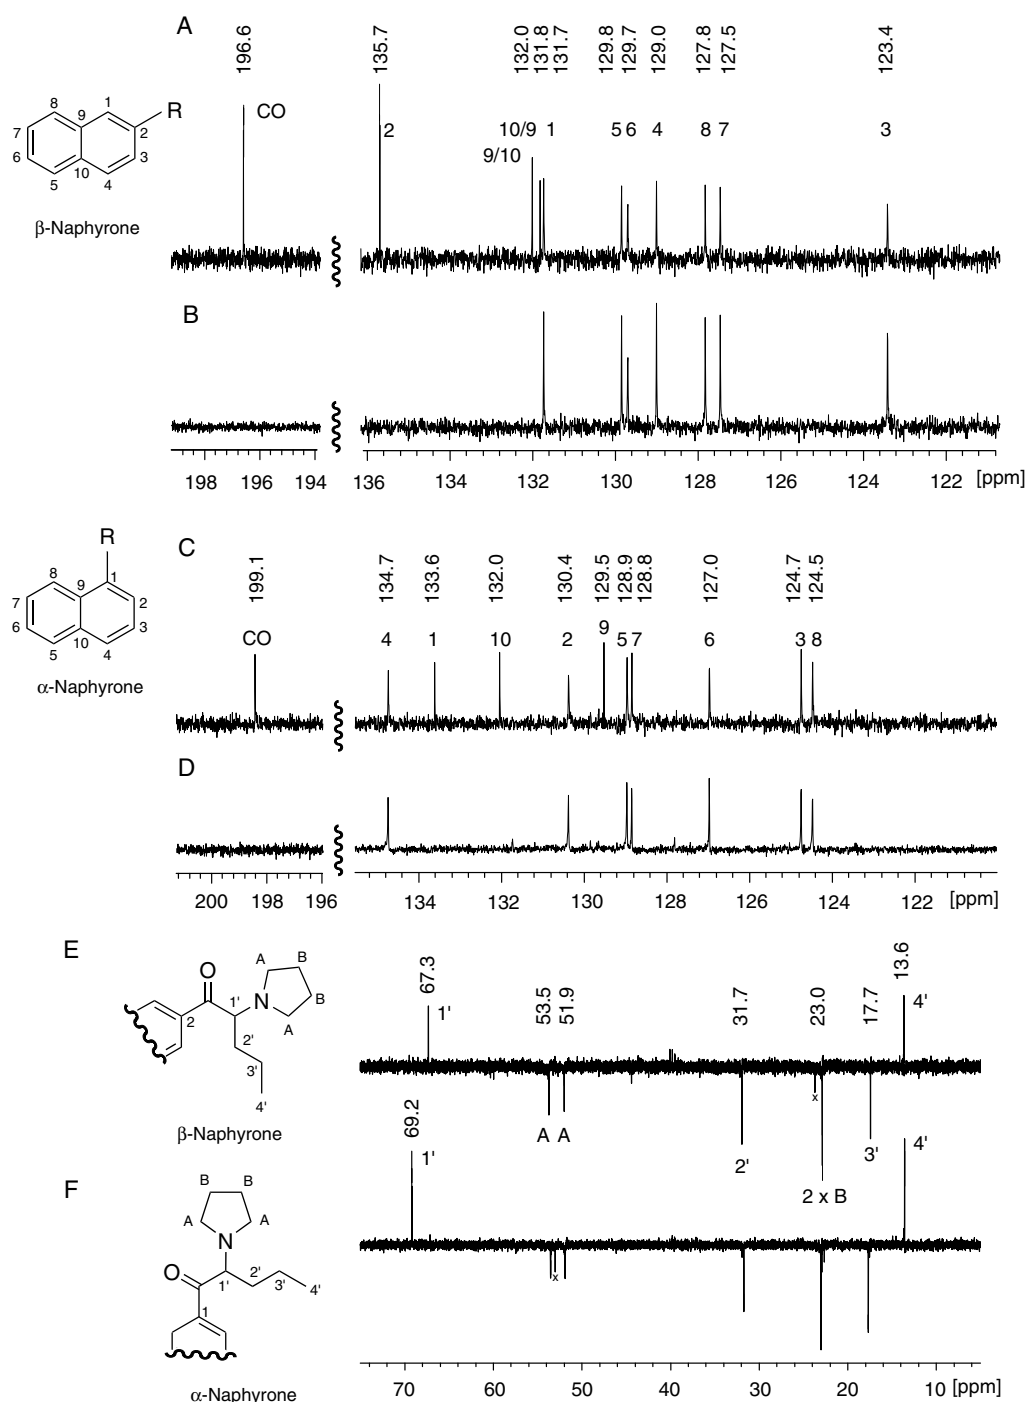 A
196.6 135.7 132.0 131.8 131.7 129.8 129.7 129.0 127.8 127.5 123.4
CO 2 10/9 9/10 1 5 6 4 8 7 3
8 9 1 R
7 2
6 10 3
5 4
β-Naphyrone
B
198 196 194 136 134 132 130 128 126 124 122 [ppm]
C
199.1 134.7 133.6 132.0 130.4 129.5 128.9 128.8 127.0 124.7 124.5
CO 4 1 10 2 9 5 7 6 3 8
R
8 9 1
7 2
6 10 3
5 4
α-Naphyrone
D
200 198 196 134 132 130 128 126 124 122 [ppm]
E
O A B
1' N B
2 A
2'
3'
4'
β-Naphyrone
67.3 53.5 51.9 31.7 23.0 17.7 13.6
1' 4'
A A 2' x 2 x B 3'
F
B B
A A
N
O 2' 4'
1' 3'
1
α-Naphyrone
69.2
1' 4'
x
70 60 50 40 30 20 10 [ppm]